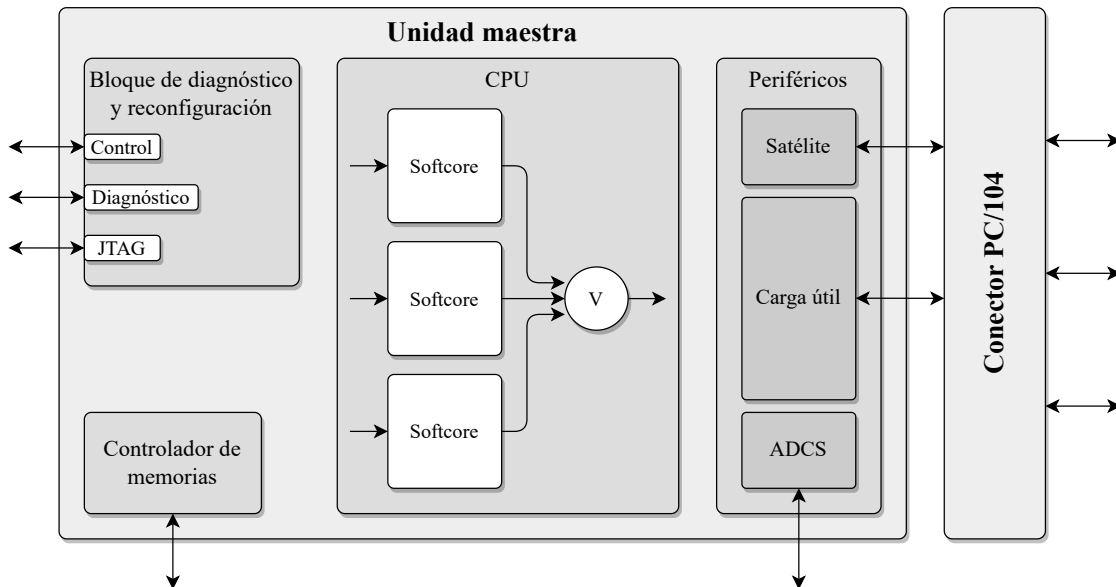 Unidad maestra
Bloque de diagnóstico
y reconfiguración
Control
Diagnóstico
JTAG
Controlador de
memorias
CPU
Softcore
Softcore
Softcore
V
Periféricos
Satélite
Carga útil
ADCS
Conector PC/104